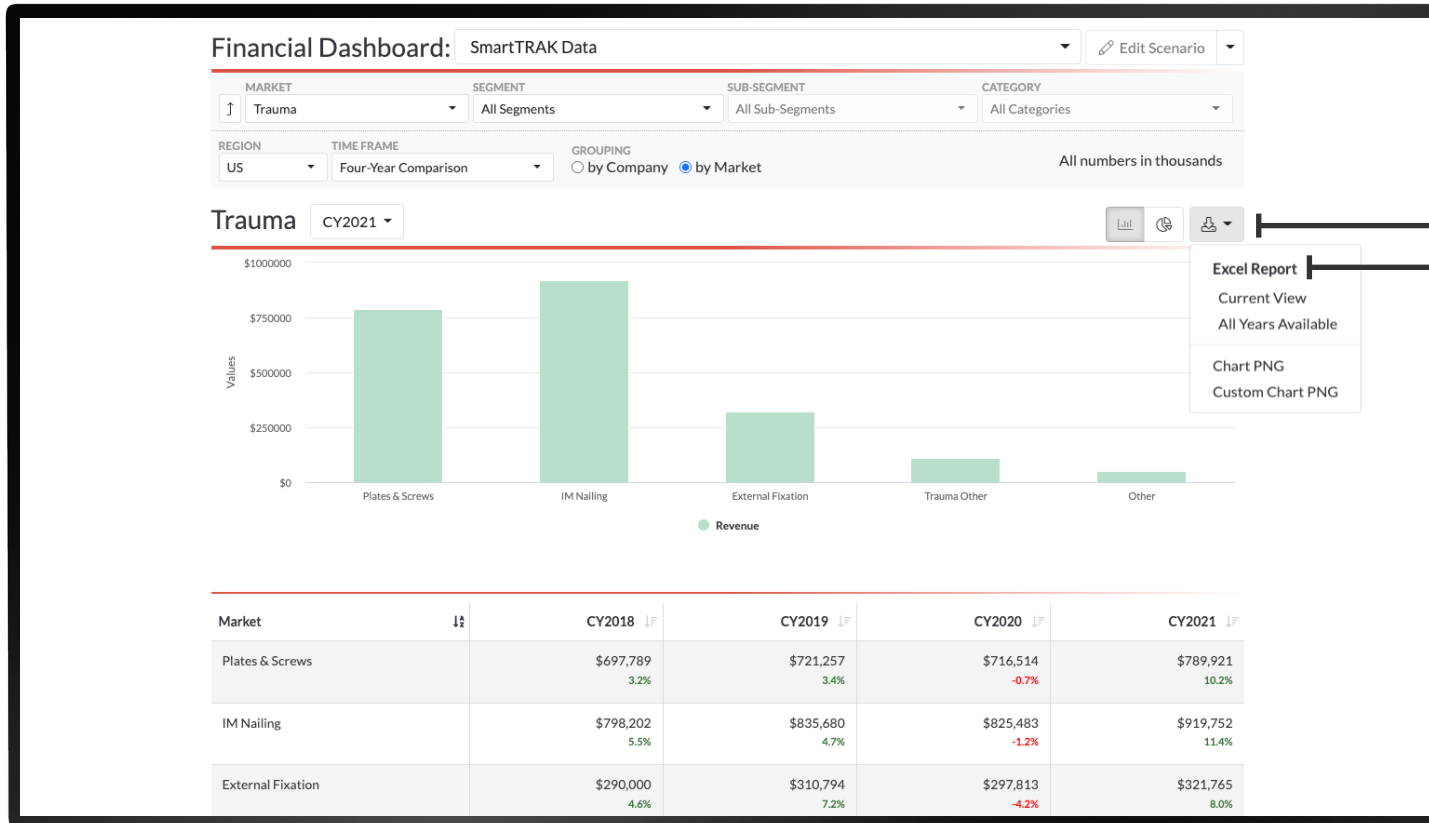 Financial Dashboard: SmartTRAK Data Edit Scenario
MARKET SEGMENT SUB-SEGMENT CATEGORY
Trauma All Segments All Sub-Segments All Categories
REGION TIME FRAME GROUPING
US Four-Year Comparison by Company by Market All numbers in thousands
Trauma CY2021
Excel Report
Current View
All Years Available
Chart PNG
Custom Chart PNG
$1000000
$750000
$500000
$250000
$0
Values
Plates & Screws IM Nailing External Fixation Trauma Other Other
Revenue
Market CY2018 CY2019 CY2020 CY2021
Plates & Screws $697,789 $721,257 $716,514 $789,921
3.2% 3.4% -0.7% 10.2%
IM Nailing $798,202 $835,680 $825,483 $919,752
5.5% 4.7% -1.2% 11.4%
External Fixation $290,000 $310,794 $297,813 $321,765
4.6% 7.2% -4.2% 8.0%